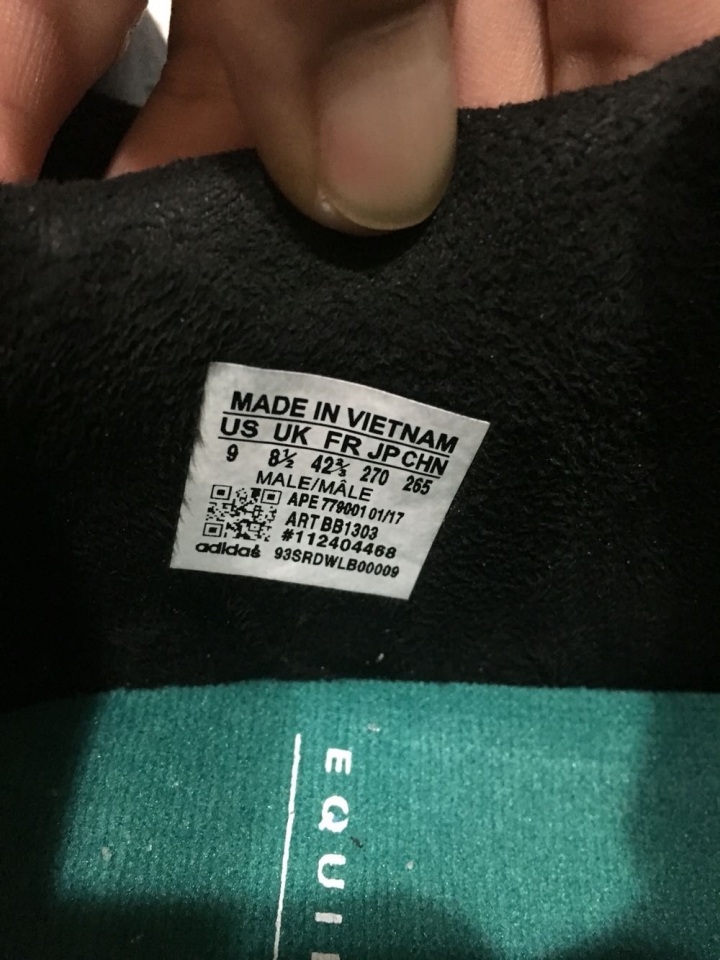 MADE IN VIETNAM
US UK FR JP CHN
9 8½ 42⅔ 270 265
MALE/MÂLE
APE 779001 01/17
ART BB1303
#112404468
adidas 93SRDWLB00009
EQUI